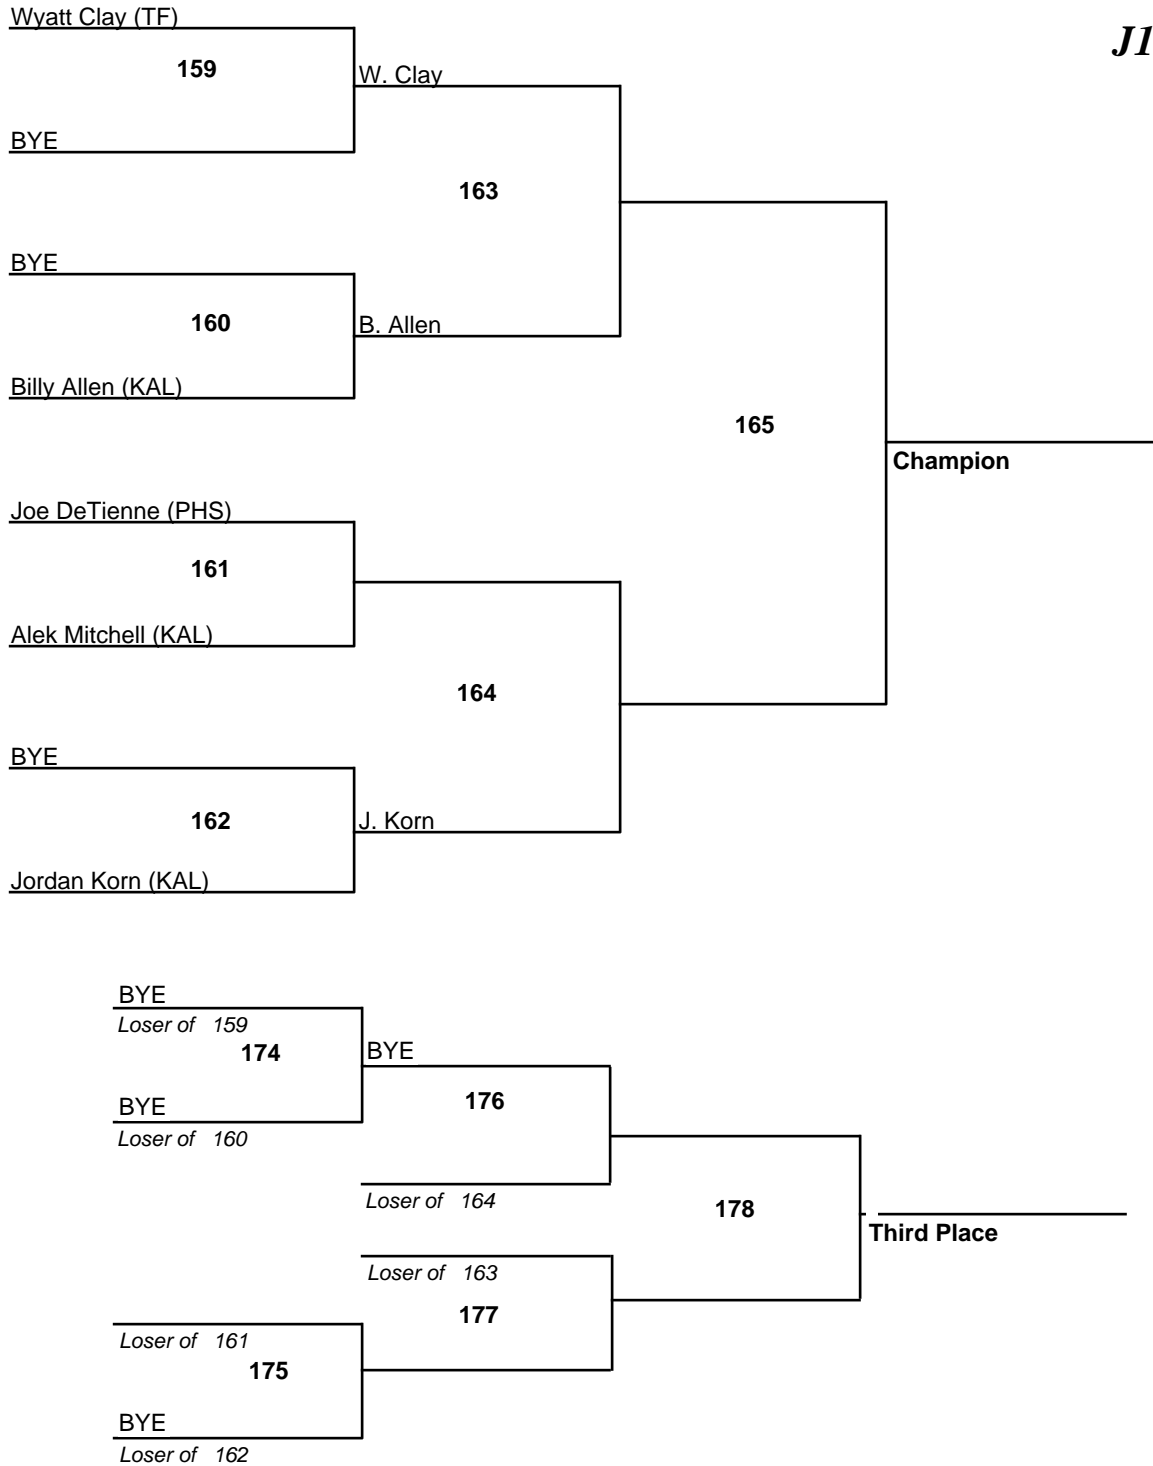 Wyatt Clay (TF)
J1
159
W. Clay
BYE
163
BYE
160
B. Allen
Billy Allen (KAL)
165
Champion
Joe DeTienne (PHS)
161
Alek Mitchell (KAL)
164
BYE
162
J. Korn
Jordan Korn (KAL)
BYE
Loser of 159
174
BYE
176
BYE
Loser of 160
Loser of 164
178
Third Place
Loser of 163
177
Loser of 161
175
BYE
Loser of 162